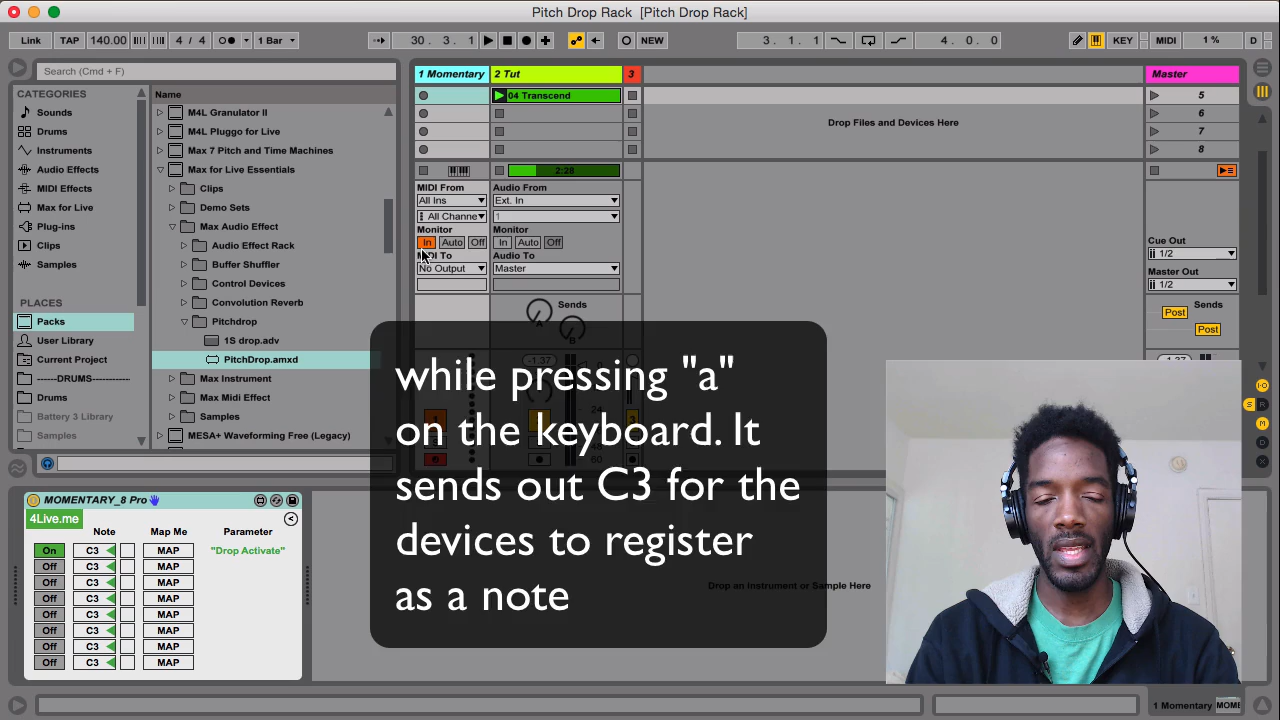 Pitch Drop Rack  [Pitch Drop Rack]
Link TAP 140.00 4 / 4 1 Bar 30 . 3 . 1 NEW 3 . 1 . 1 4 . 0 . 0 KEY MIDI 1 % D
Search (Cmd + F)
CATEGORIES
Sounds
Drums
Instruments
Audio Effects
MIDI Effects
Max for Live
Plug-ins
Clips
Samples
PLACES
Packs
User Library
Current Project
------DRUMS------------
Drums
Battery 3 Library
Samples
Name
M4L Granulator II
M4L Pluggo for Live
Max 7 Pitch and Time Machines
Max for Live Essentials
Clips
Demo Sets
Max Audio Effect
Audio Effect Rack
Buffer Shuffler
Control Devices
Convolution Reverb
Pitchdrop
1S drop.adv
PitchDrop.amxd
Max Instrument
Max Midi Effect
Samples
MESA+ Waveforming Free (Legacy)
1 Momentary 2 Tut 3 Master
04 Transcend 5
6
7
8
Drop Files and Devices Here
2:28
MIDI From Audio From
All Ins Ext. In
All Channe 1
Monitor Monitor
In Auto Off In Auto Off
MIDI To Audio To
No Output Master
Cue Out
1/2
Master Out
1/2
Sends Sends
A B
Post
Post
-1.37
while pressing "a"
on the keyboard. It
sends out C3 for the
devices to register
as a note
S R
M
D
X
MOMENTARY_8 Pro
4Live.me
Note Map Me Parameter
On C3 MAP "Drop Activate"
Off C3 MAP
Off C3 MAP
Off C3 MAP
Off C3 MAP
Off C3 MAP
Off C3 MAP
Off C3 MAP
Drop an Instrument or Sample Here
1 Momentary